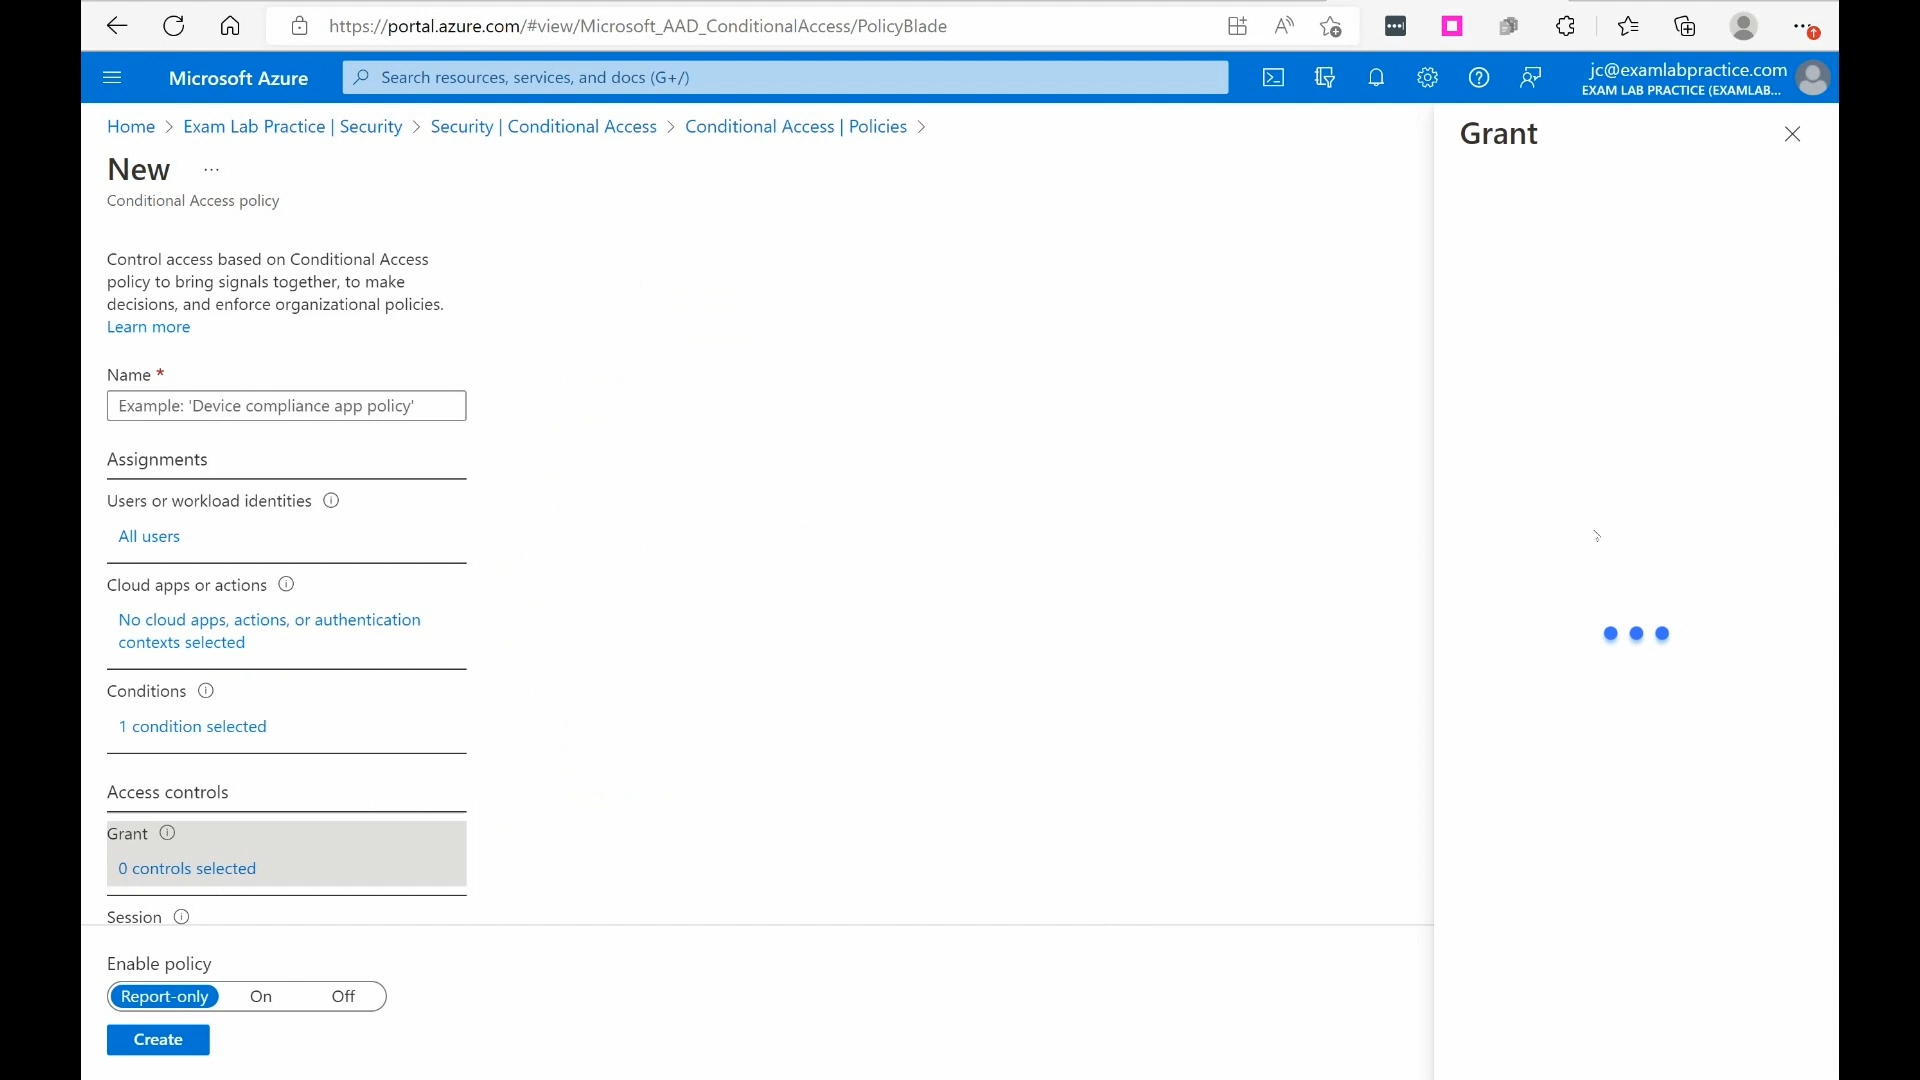 https://portal.azure.com/#view/Microsoft_AAD_ConditionalAccess/PolicyBlade
Microsoft Azure
Search resources, services, and docs (G+/)
jc@examlabpractice.com
EXAM LAB PRACTICE (EXAMLAB...
Home > Exam Lab Practice | Security > Security | Conditional Access > Conditional Access | Policies >
New ...
Conditional Access policy
Control access based on Conditional Access
policy to bring signals together, to make
decisions, and enforce organizational policies.
Learn more
Name *
Example: 'Device compliance app policy'
Assignments
Users or workload identities
All users
Cloud apps or actions
No cloud apps, actions, or authentication
contexts selected
Conditions
1 condition selected
Access controls
Grant
0 controls selected
Session
Enable policy
Report-only On Off
Create
Grant